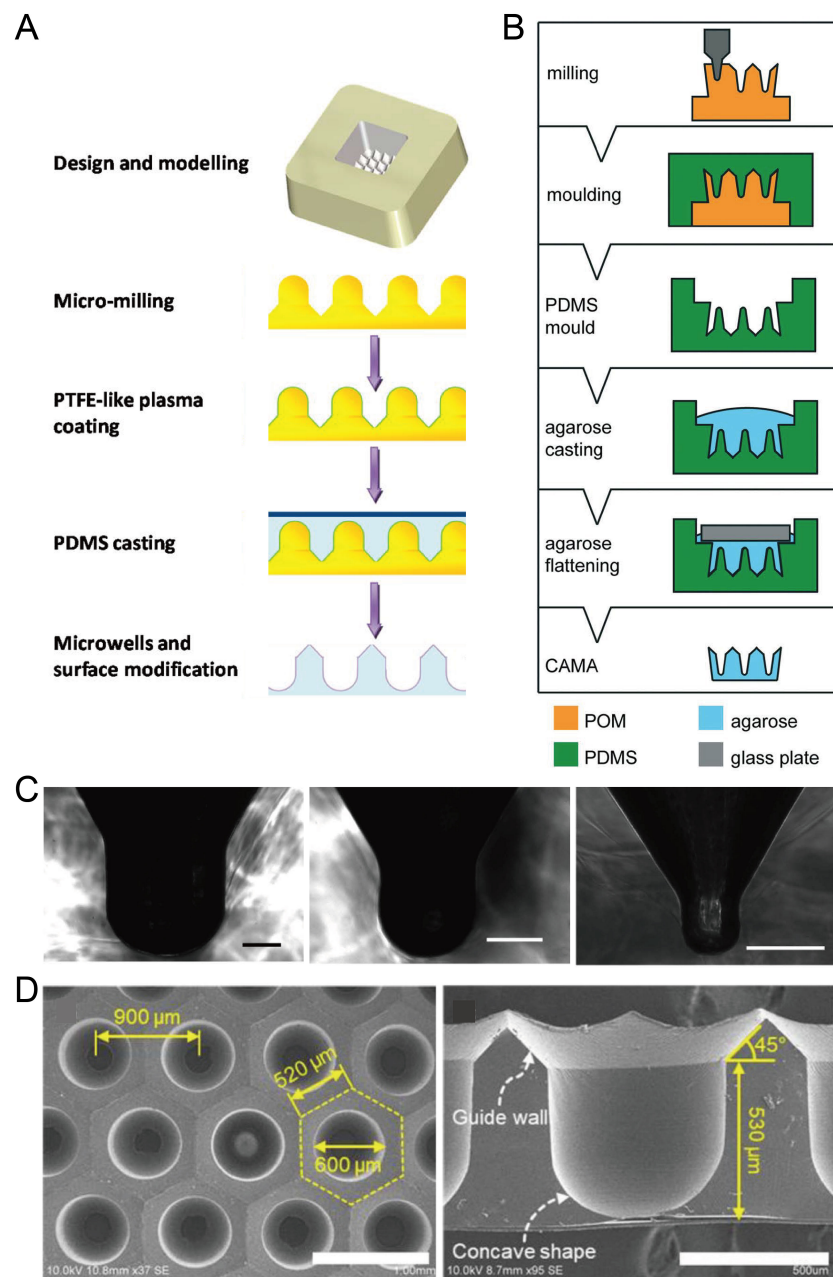 A
Design and modelling
Micro-milling
PTFE-like plasma
coating
PDMS casting
Microwells and
surface modification
B
milling
moulding
PDMS
mould
agarose
casting
agarose
flattening
CAMA
POM
agarose
PDMS
glass plate
C
D
900 µm
520 µm
600 µm
10.0kV 10.8mm x37 SE
1.00mm
45°
Guide wall
530 µm
Concave shape
10.0kV 8.7mm x95 SE
500um